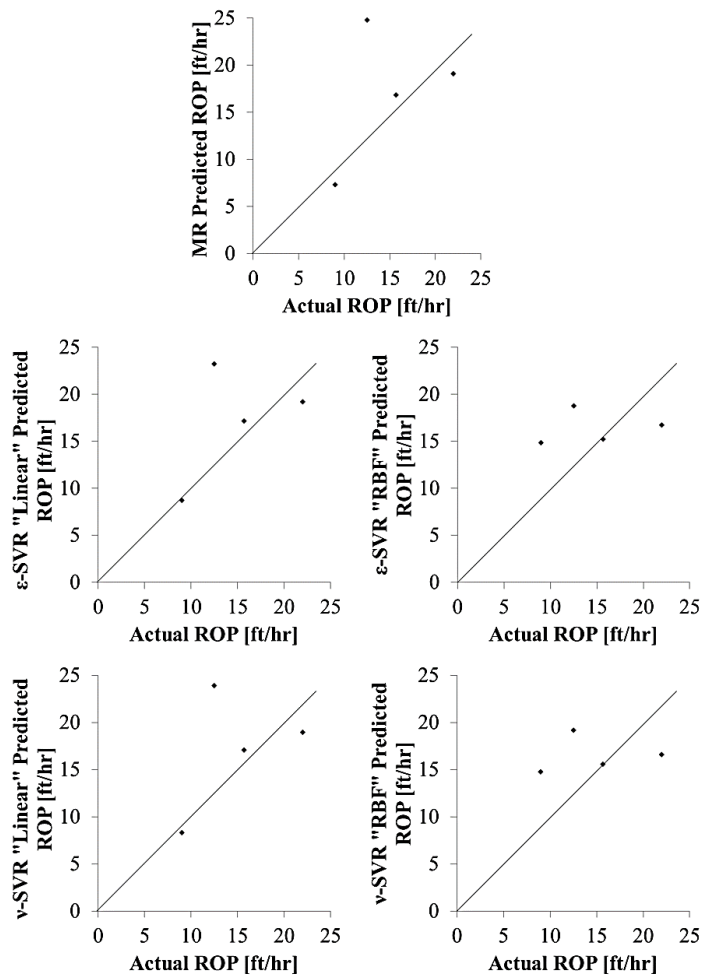 MR Predicted ROP [ft/hr]
25
20
15
10
5
0
0 5 10 15 20 25
Actual ROP [ft/hr]
ε-SVR "Linear" Predicted
ROP [ft/hr]
25
20
15
10
5
0
0 5 10 15 20 25
Actual ROP [ft/hr]
ε-SVR "RBF" Predicted
ROP [ft/hr]
25
20
15
10
5
0
0 5 10 15 20 25
Actual ROP [ft/hr]
ν-SVR "Linear" Predicted
ROP [ft/hr]
25
20
15
10
5
0
0 5 10 15 20 25
Actual ROP [ft/hr]
ν-SVR "RBF" Predicted
ROP [ft/hr]
25
20
15
10
5
0
0 5 10 15 20 25
Actual ROP [ft/hr]